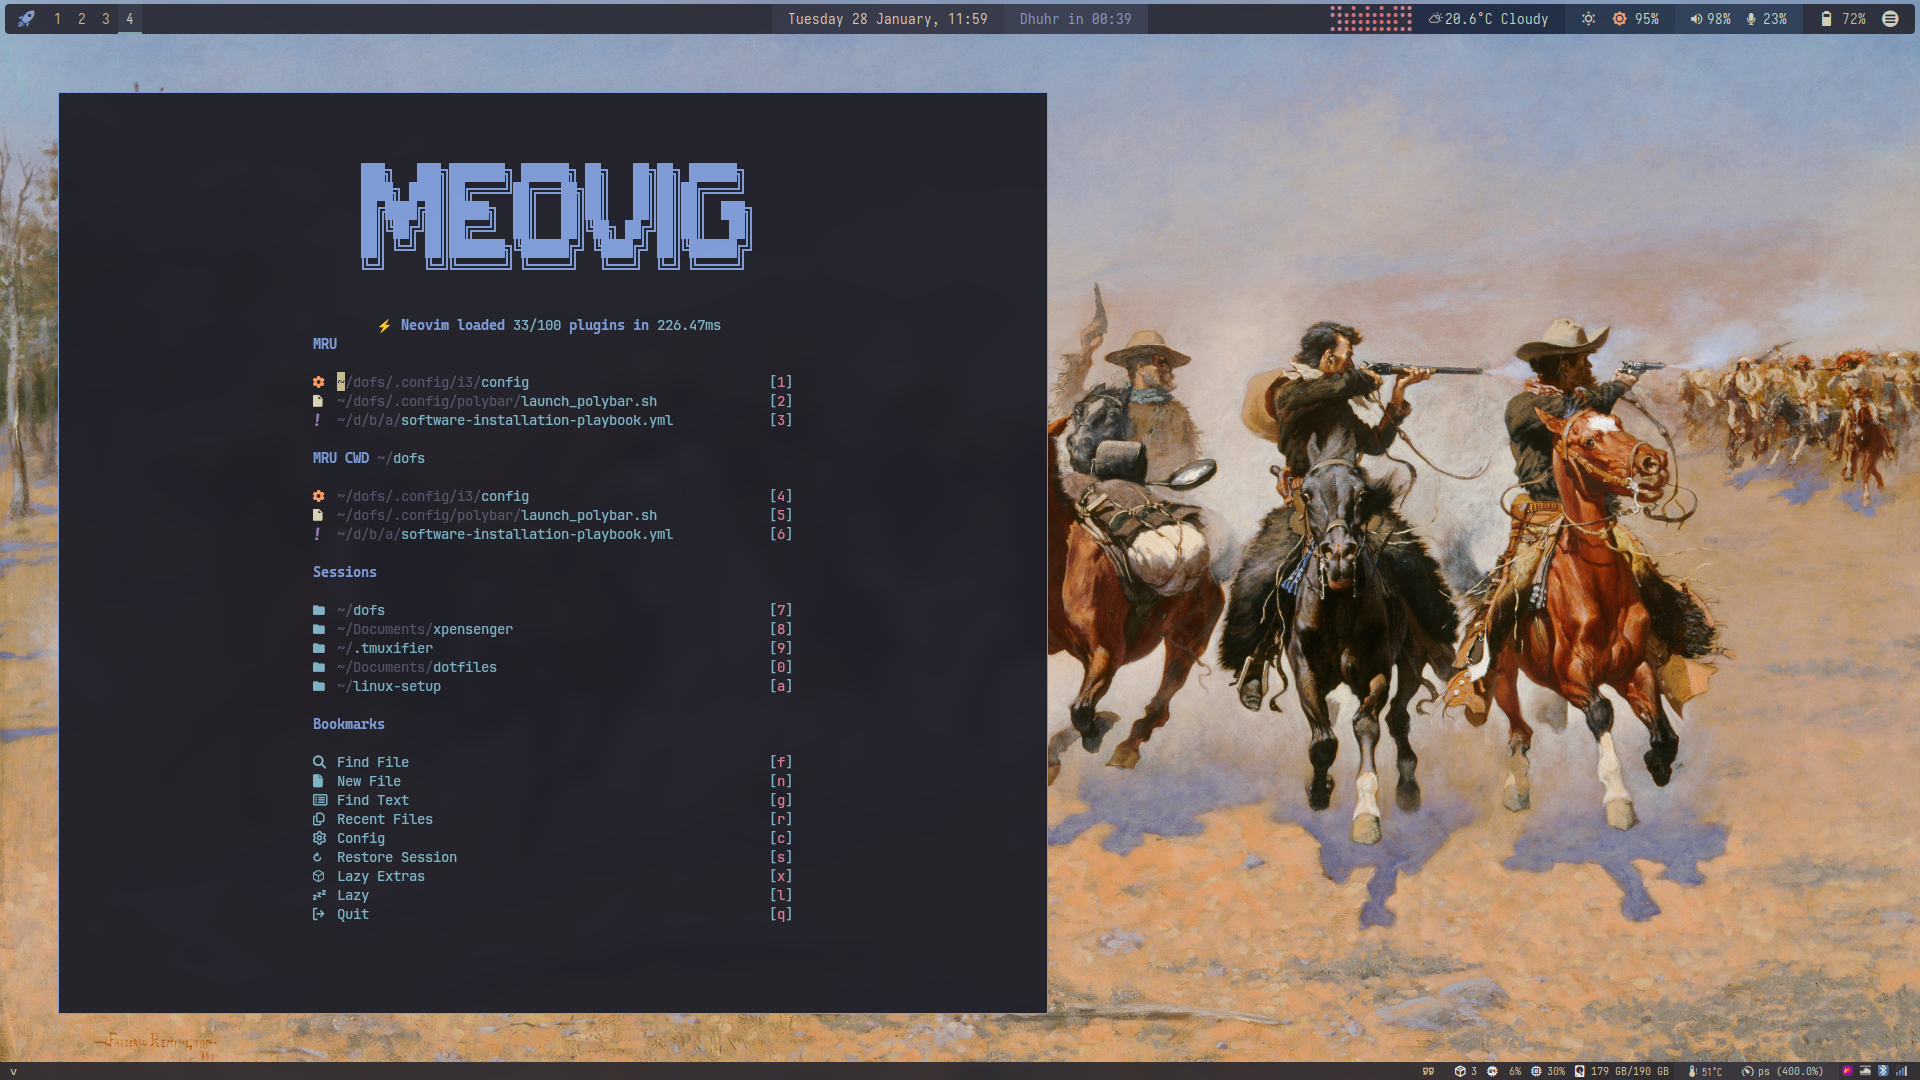 1 2 3 4
Tuesday 28 January, 11:59
Dhuhr in 00:39
20.6°C Cloudy
95%
98%
23%
72%
MEOVIG
⚡ Neovim loaded 33/100 plugins in 226.47ms
MRU
~/dofs/.config/i3/config [1]
~/dofs/.config/polybar/launch_polybar.sh [2]
~/d/b/a/software-installation-playbook.yml [3]
MRU CWD ~/dofs
~/dofs/.config/i3/config [4]
~/dofs/.config/polybar/launch_polybar.sh [5]
~/d/b/a/software-installation-playbook.yml [6]
Sessions
~/dofs [7]
~/Documents/xpensenger [8]
~/.tmuxifier [9]
~/Documents/dotfiles [0]
~/linux-setup [a]
Bookmarks
Find File [f]
New File [n]
Find Text [g]
Recent Files [r]
Config [c]
Restore Session [s]
Lazy Extras [x]
Lazy [l]
Quit [q]
Frederic Remington
v
3
6%
30%
179 GB/190 GB
51°C
ps (400.0%)